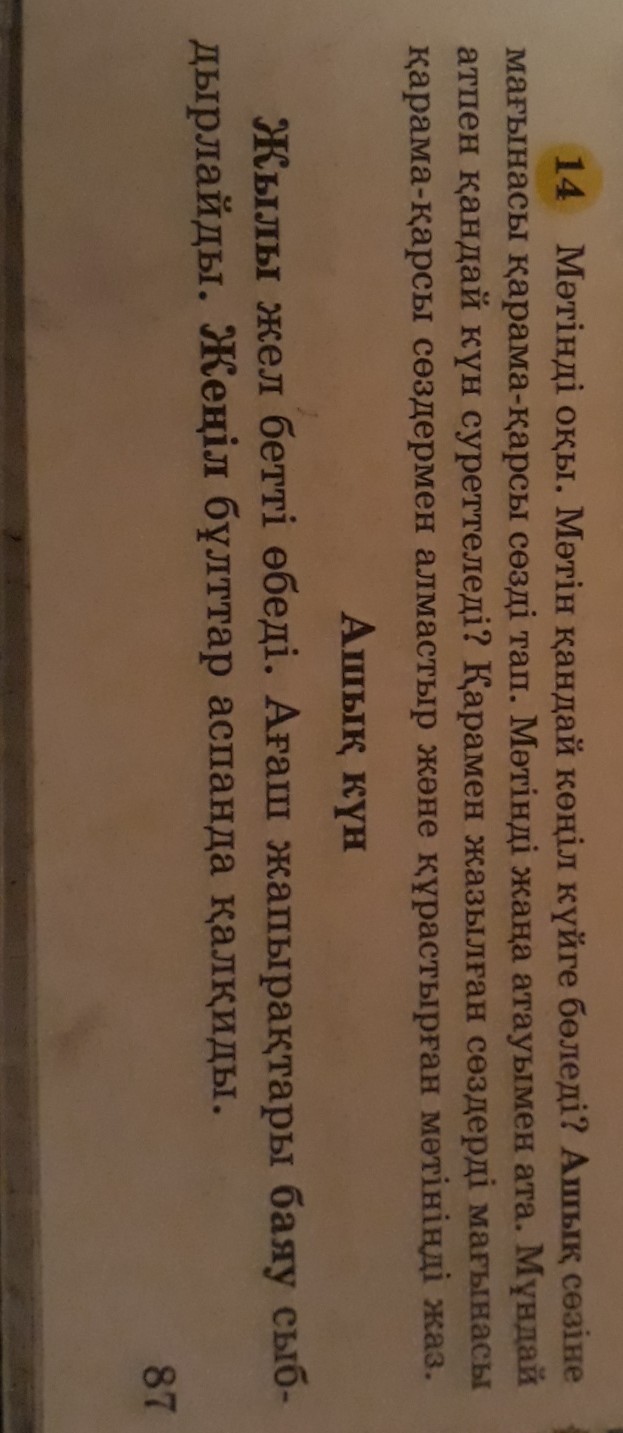 14 Мәтінді оқы. Мәтін қандай көңіл күйге бөледі? Ашық сөзіне
мағынасы қарама-қарсы сөзді тап. Мәтінді жаңа атауымен ата. Мұндай
атпен қандай күн суреттеледі? Қарамен жазылған сөздерді мағынасы
қарама-қарсы сөздермен алмастыр және құрастырған мәтініңді жаз.
Ашық күн
Жылы жел бетті өбеді. Ағаш жапырақтары баяу сыб-
дырлайды. Жеңіл бұлттар аспанда қалқиды.
87